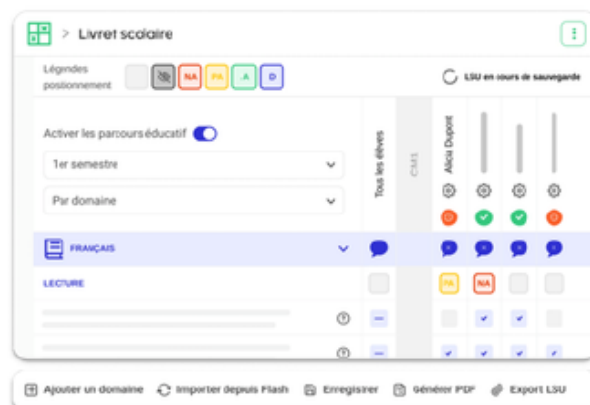 > Livret scolaire
Légendes
positionnement
NA PA .A D
LSU en cours de sauvegarde
Activer les parcours éducatif
1er semestre
Par domaine
Tous les élèves
CM1
Alicia Dupont
FRANÇAIS
LECTURE
PA NA
Ajouter un domaine Importer depuis Flash Enregistrer Générer PDF Export LSU